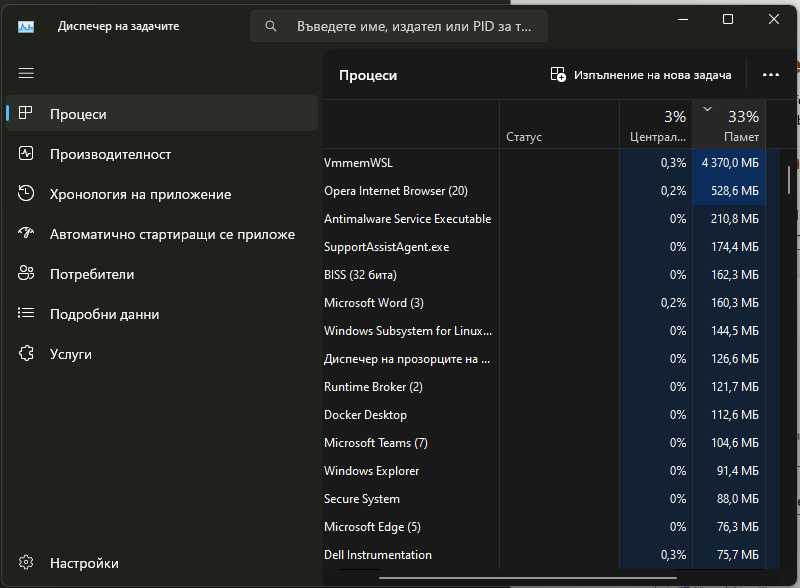 Диспечер на задачите
Въведете име, издател или PID за т...
Процеси
Изпълнение на нова задача
Процеси
Производителност
Хронология на приложение
Автоматично стартиращи се приложе
Потребители
Подробни данни
Услуги
Настройки
3% 33%
Статус Централ... Памет
VmmemWSL 0,3% 4 370,0 МБ
Opera Internet Browser (20) 0,2% 528,6 МБ
Antimalware Service Executable 0% 210,8 МБ
SupportAssistAgent.exe 0% 174,4 МБ
BISS (32 бита) 0% 162,3 МБ
Microsoft Word (3) 0,2% 160,3 МБ
Windows Subsystem for Linux... 0% 144,5 МБ
Диспечер на прозорците на ... 0% 126,6 МБ
Runtime Broker (2) 0% 121,7 МБ
Docker Desktop 0% 112,6 МБ
Microsoft Teams (7) 0% 104,6 МБ
Windows Explorer 0% 91,4 МБ
Secure System 0% 88,0 МБ
Microsoft Edge (5) 0% 76,3 МБ
Dell Instrumentation 0,3% 75,7 МБ